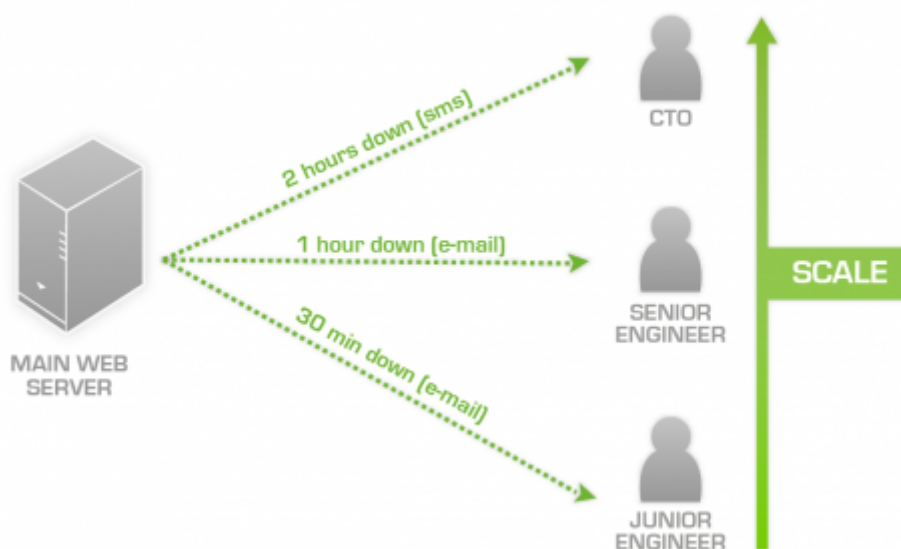 2 hours down (sms)
CTO
1 hour down (e-mail)
SCALE
SENIOR
ENGINEER
MAIN WEB
SERVER
30 min down (e-mail)
JUNIOR
ENGINEER